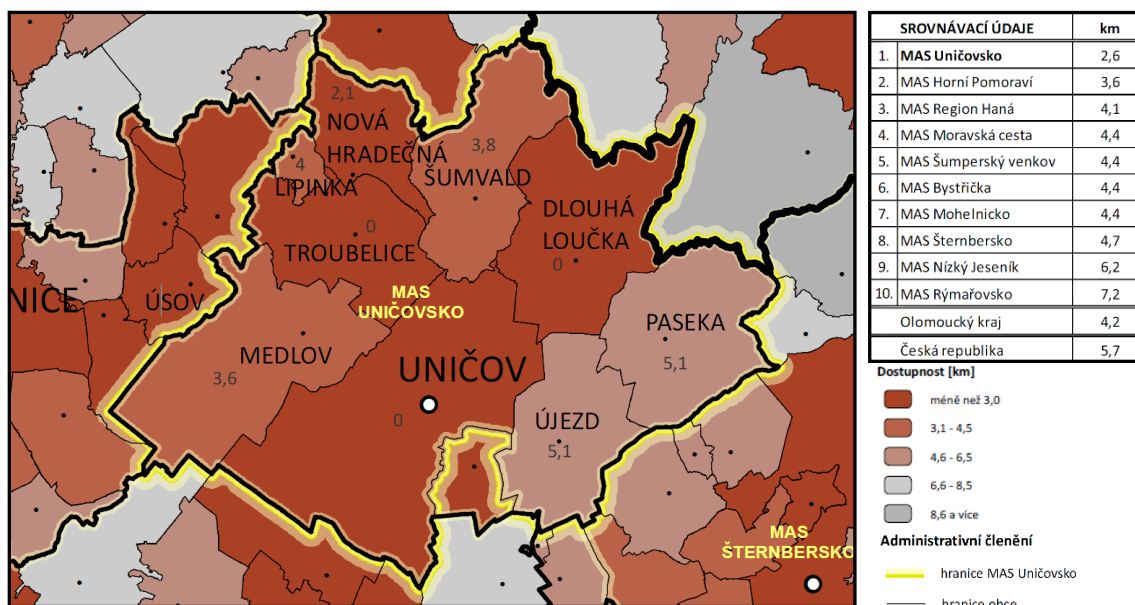 2,1
NOVÁ
HRADEČNÁ
3,8
4
LIPINKA
ŠUMVALD
DLOUHÁ
LOUČKA
0
0
TROUBELICE
NICE
ÚSOV
MAS
UNIČOVSKO
PASEKA
5,1
MEDLOV
3,6
UNIČOV
0
ÚJEZD
5,1
MAS
ŠTERNBERSKO
SROVNÁVACÍ ÚDAJE km
1. MAS Uničovsko 2,6
2. MAS Horní Pomoraví 3,6
3. MAS Region Haná 4,1
4. MAS Moravská cesta 4,4
5. MAS Šumperský venkov 4,4
6. MAS Bystřička 4,4
7. MAS Mohelnicko 4,4
8. MAS Šternbersko 4,7
9. MAS Nízký Jeseník 6,2
10. MAS Rýmařovsko 7,2
Olomoucký kraj 4,2
Česká republika 5,7
Dostupnost [km]
méně než 3,0
3,1 - 4,5
4,6 - 6,5
6,6 - 8,5
8,6 a více
Administrativní členění
hranice MAS Uničovsko
hranice obce